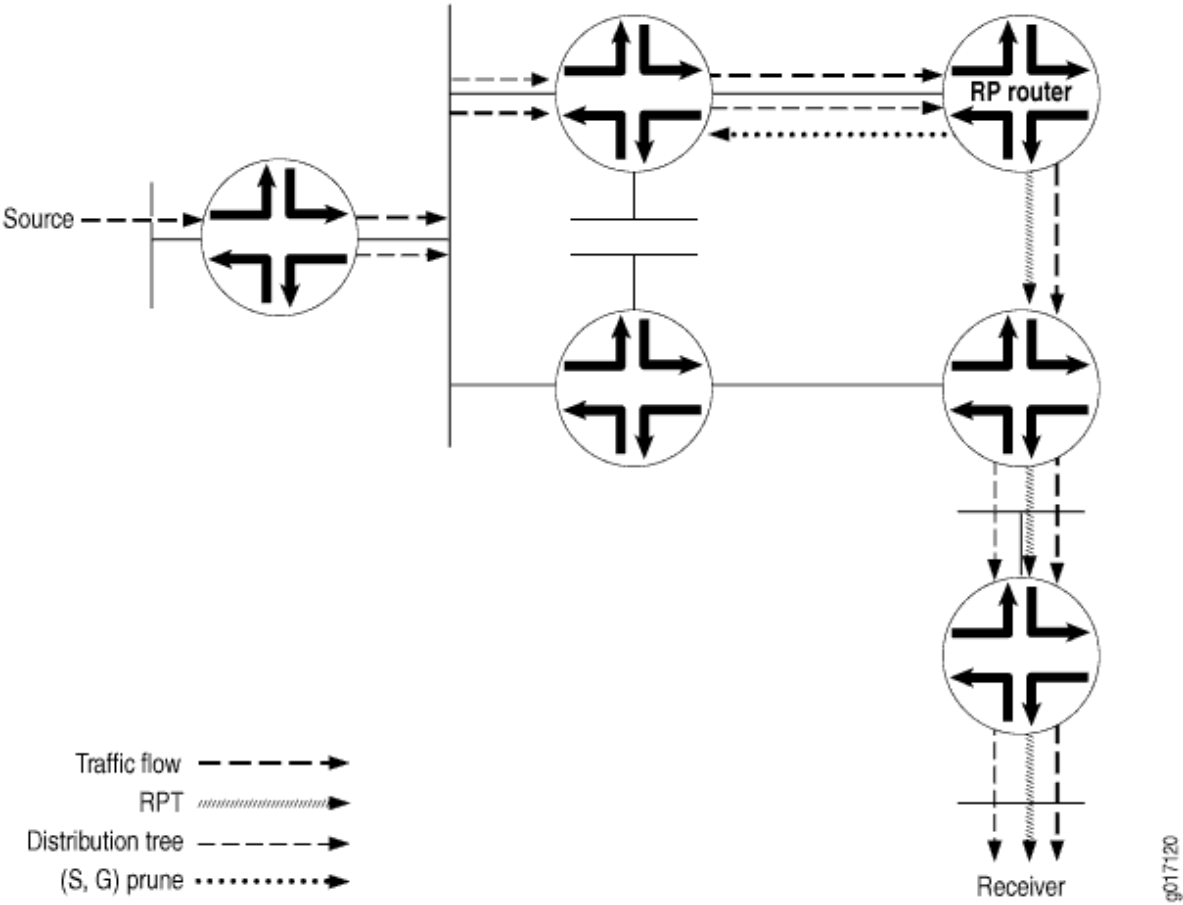 RP router
Source
Traffic flow
RPT
Distribution tree
(S, G) prune
Receiver
g017120